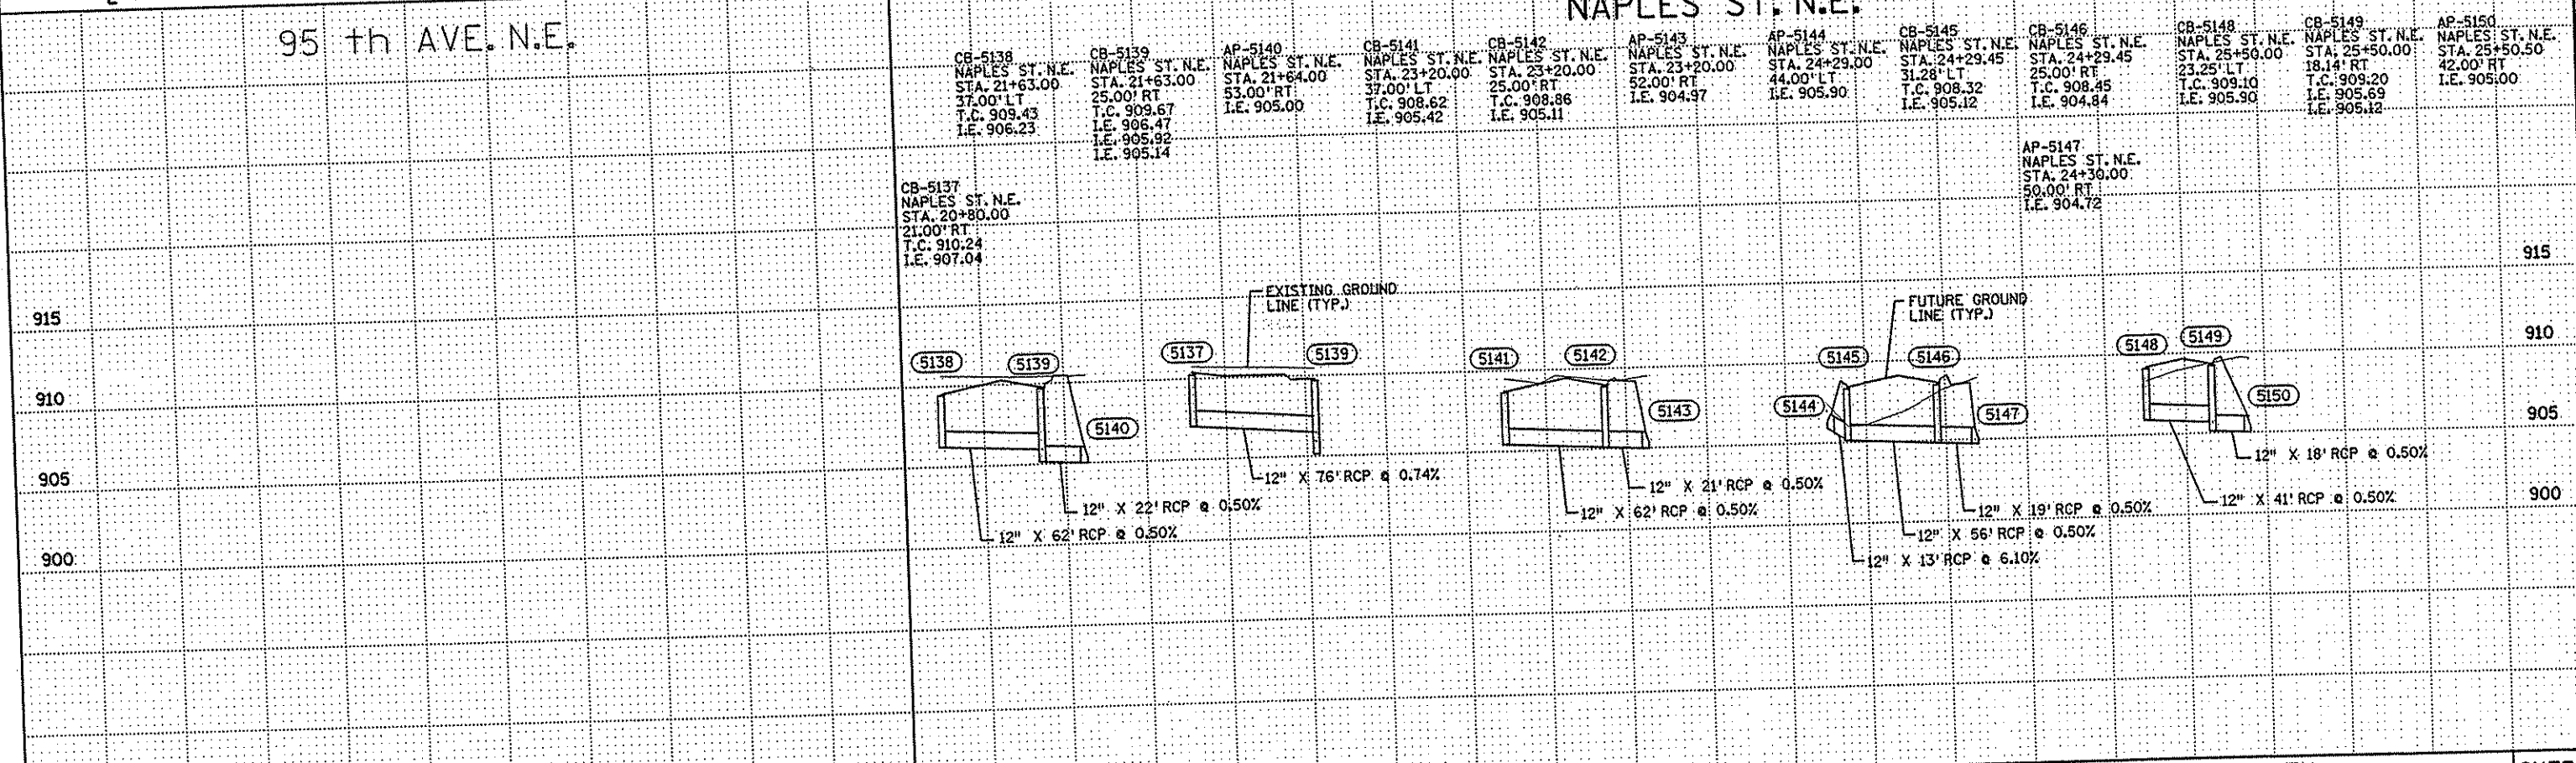 95 th AVE. N.E.
NAPLES ST. N.E.
CB-5138
NAPLES ST. N.E.
STA. 21+63.00
37.00' LT
T.C. 909.43
I.E. 906.23
CB-5139
NAPLES ST. N.E.
STA. 21+63.00
25.00' RT
T.C. 909.67
I.E. 906.47
I.E. 905.92
I.E. 905.14
AP-5140
NAPLES ST. N.E.
STA. 21+64.00
53.00' RT
I.E. 905.00
CB-5141
NAPLES ST. N.E.
STA. 23+20.00
37.00' LT
T.C. 908.62
I.E. 905.42
CB-5142
NAPLES ST. N.E.
STA. 23+20.00
25.00' RT
T.C. 908.86
I.E. 905.11
AP-5143
NAPLES ST. N.E.
STA. 23+20.00
52.00' RT
I.E. 904.97
AP-5144
NAPLES ST. N.E.
STA. 24+29.00
44.00' LT
I.E. 905.90
CB-5145
NAPLES ST. N.E.
STA. 24+29.45
31.28' LT
T.C. 908.32
I.E. 905.12
CB-5146
NAPLES ST. N.E.
STA. 24+29.45
25.00' RT
T.C. 908.45
I.E. 904.84
CB-5148
NAPLES ST. N.E.
STA. 25+50.00
23.25' LT
T.C. 909.10
I.E. 905.90
CB-5149
NAPLES ST. N.E.
STA. 25+50.00
18.14' RT
T.C. 909.20
I.E. 905.69
I.E. 905.12
AP-5150
NAPLES ST. N.E.
STA. 25+50.50
42.00' RT
I.E. 905.00
AP-5147
NAPLES ST. N.E.
STA. 24+30.00
50.00' RT
I.E. 904.72
CB-5137
NAPLES ST. N.E.
STA. 20+80.00
21.00' RT
T.C. 910.24
I.E. 907.04
915
910
905
900
EXISTING GROUND
LINE (TYP.)
FUTURE GROUND
LINE (TYP.)
5138
5139
5140
12" X 22' RCP @ 0.50%
12" X 62' RCP @ 0.50%
5137
5139
12" X 76' RCP @ 0.74%
5141
5142
5143
12" X 21' RCP @ 0.50%
12" X 62' RCP @ 0.50%
5145
5146
5144
5147
12" X 19' RCP @ 0.50%
12" X 56' RCP @ 0.50%
12" X 13' RCP @ 6.10%
5148
5149
5150
12" X 18' RCP @ 0.50%
12" X 41' RCP @ 0.50%
915
910
905
900